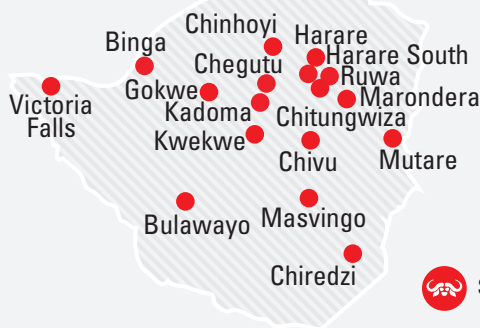 Chinhoyi
Harare
Binga
Harare South
Chegutu
Ruwa
Gokwe
Victoria
Falls
Kadoma
Marondera
Chitungwiza
Kwekwe
Chivu
Mutare
Bulawayo
Masvingo
Chiredzi